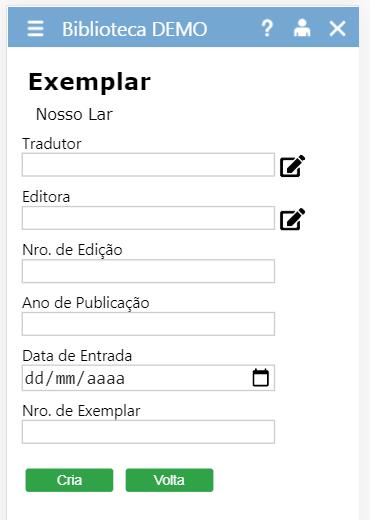 Biblioteca DEMO ?
Exemplar
Nosso Lar
Tradutor
Editora
Nro. de Edição
Ano de Publicação
Data de Entrada
dd/mm/aaaa
Nro. de Exemplar
Cria Volta